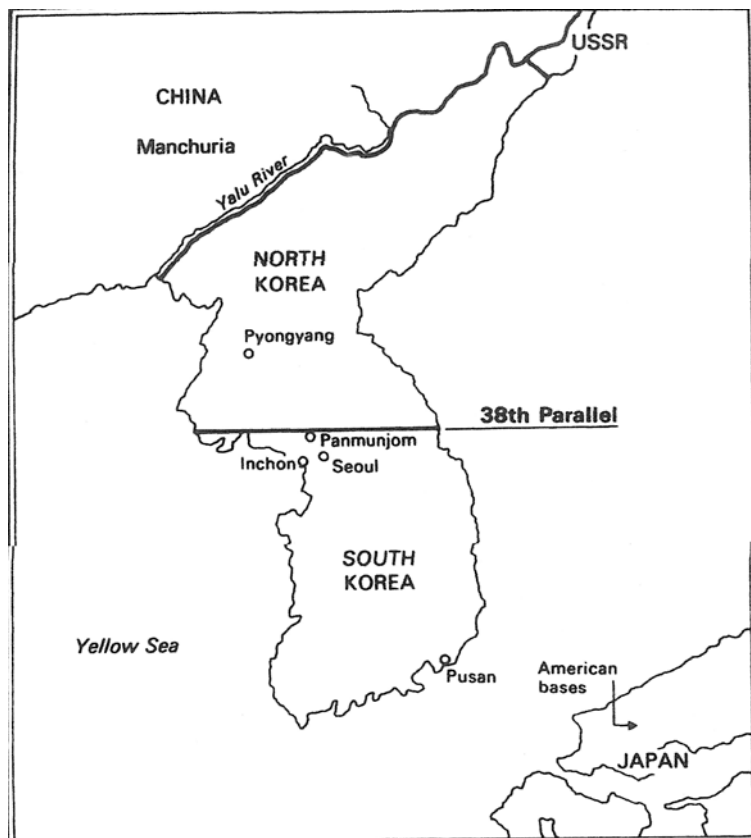 USSR
CHINA
Manchuria
Yalu River
NORTH
KOREA
Pyongyang
38th Parallel
Panmunjom
Inchon
Seoul
SOUTH
KOREA
Yellow Sea
Pusan
American
bases
JAPAN